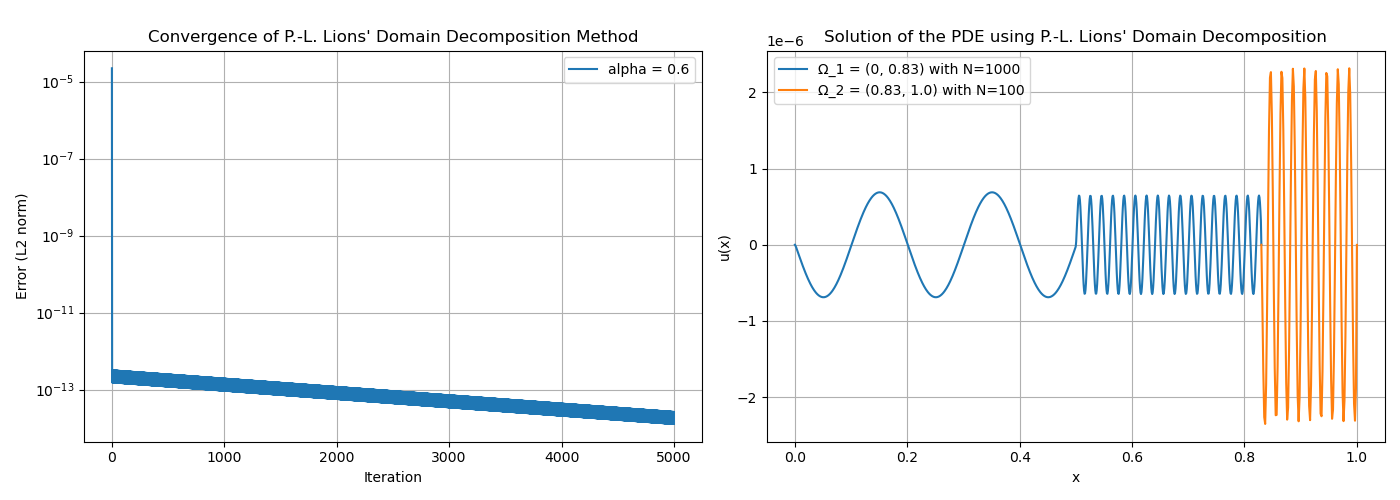 Convergence of P.-L. Lions' Domain Decomposition Method
alpha = 0.6
10⁻⁵
10⁻⁷
10⁻⁹
10⁻¹¹
10⁻¹³
Error (L2 norm)
0 1000 2000 3000 4000 5000
Iteration
Solution of the PDE using P.-L. Lions' Domain Decomposition
1e−6
Ω_1 = (0, 0.83) with N=1000
Ω_2 = (0.83, 1.0) with N=100
2
1
0
−1
−2
u(x)
0.0 0.2 0.4 0.6 0.8 1.0
x